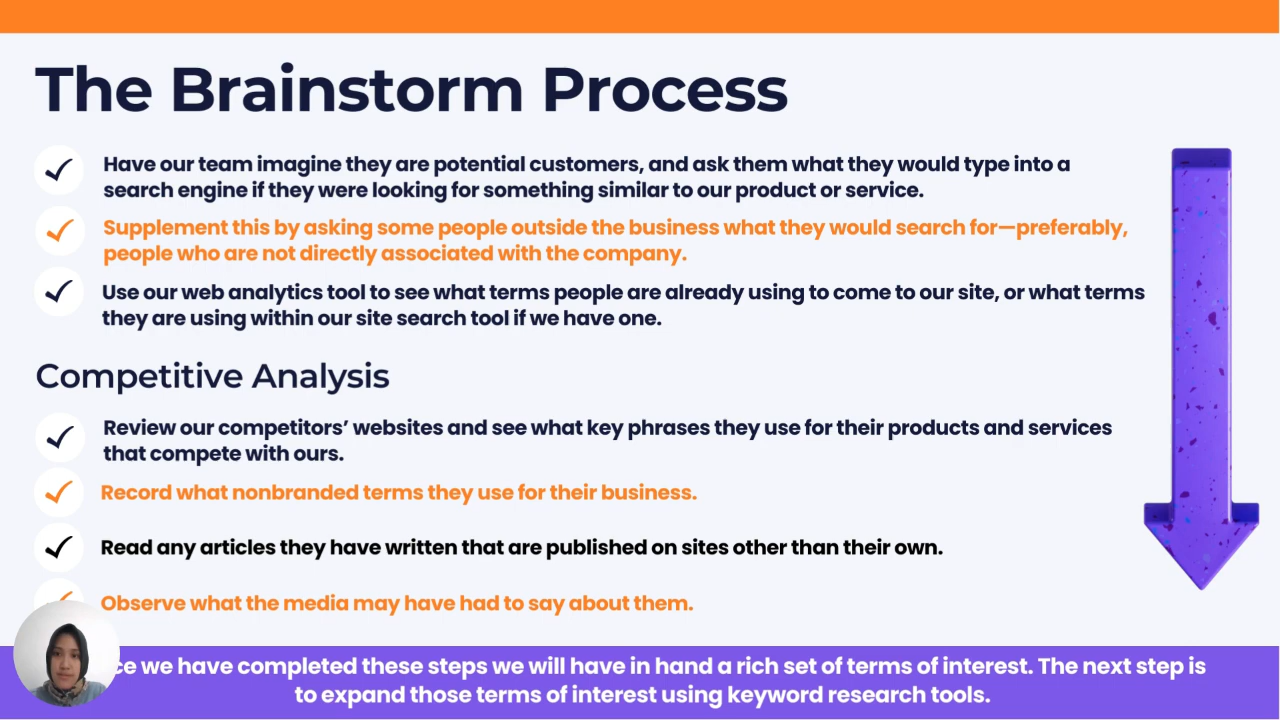 The Brainstorm Process
Have our team imagine they are potential customers, and ask them what they would type into a
search engine if they were looking for something similar to our product or service.
Supplement this by asking some people outside the business what they would search for—preferably,
people who are not directly associated with the company.
Use our web analytics tool to see what terms people are already using to come to our site, or what terms
they are using within our site search tool if we have one.
Competitive Analysis
Review our competitors’ websites and see what key phrases they use for their products and services
that compete with ours.
Record what nonbranded terms they use for their business.
Read any articles they have written that are published on sites other than their own.
Observe what the media may have had to say about them.
we have completed these steps we will have in hand a rich set of terms of interest. The next step is
to expand those terms of interest using keyword research tools.